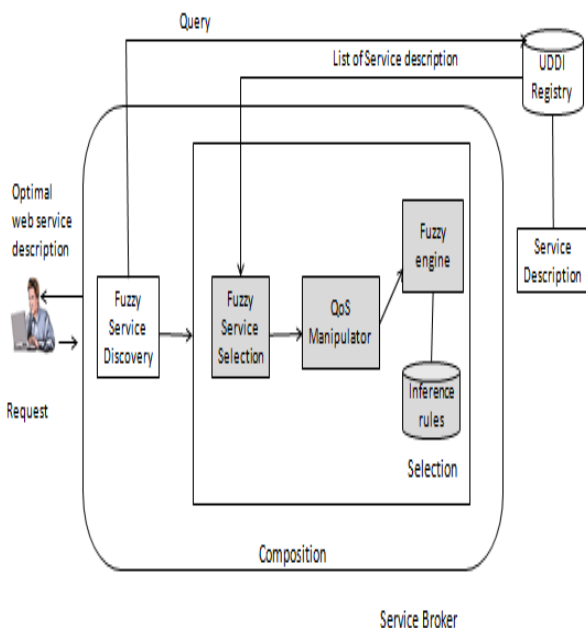 Query
List of Service description
UDDI
Registry
Optimal
web service
description
Fuzzy
engine
Service
Description
Fuzzy
Service
Discovery
Fuzzy
Service
Selection
QoS
Manipulator
Inference
rules
Request
Selection
Composition
Service Broker